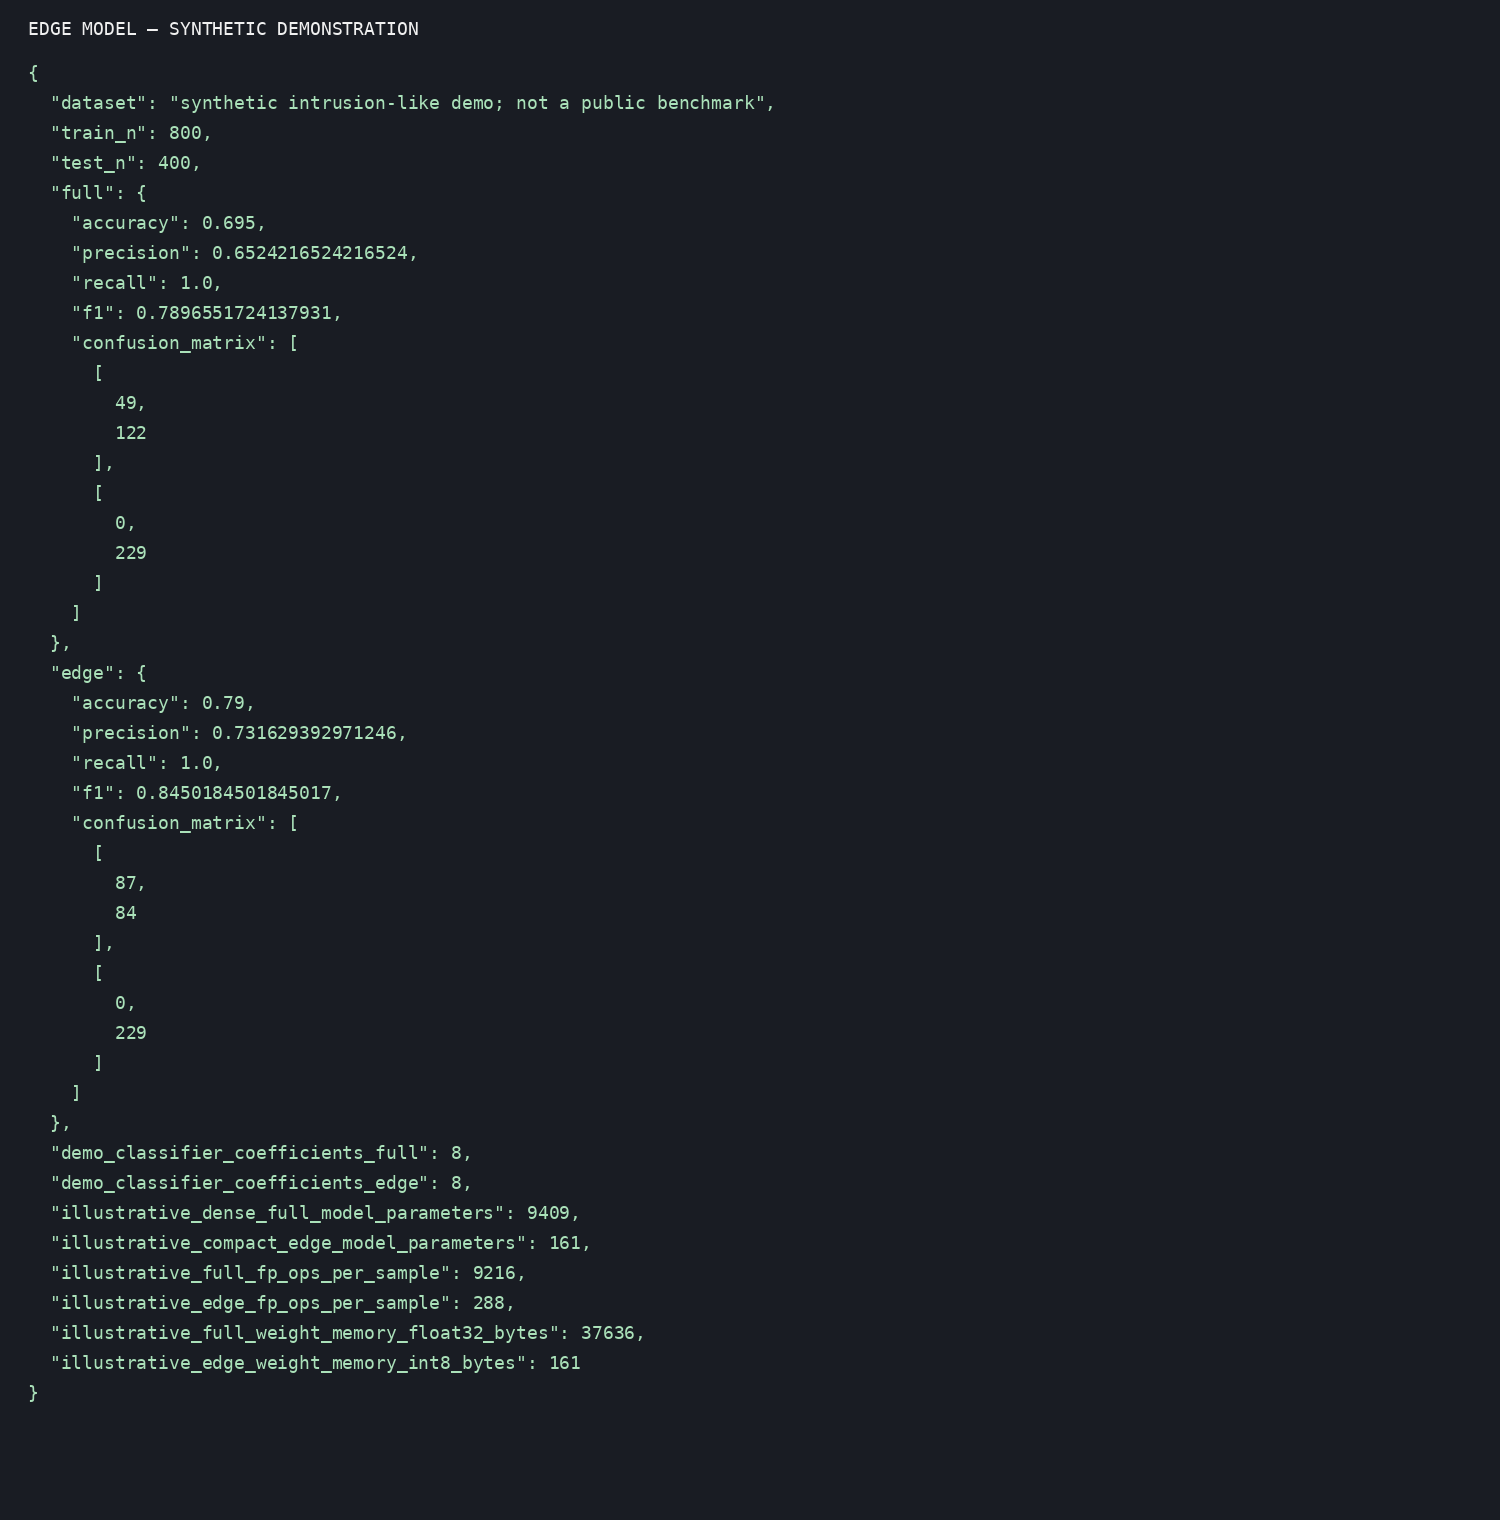 EDGE MODEL — SYNTHETIC DEMONSTRATION
{
  "dataset": "synthetic intrusion-like demo; not a public benchmark",
  "train_n": 800,
  "test_n": 400,
  "full": {
    "accuracy": 0.695,
    "precision": 0.6524216524216524,
    "recall": 1.0,
    "f1": 0.7896551724137931,
    "confusion_matrix": [
      [
        49,
        122
      ],
      [
        0,
        229
      ]
    ]
  },
  "edge": {
    "accuracy": 0.79,
    "precision": 0.731629392971246,
    "recall": 1.0,
    "f1": 0.8450184501845017,
    "confusion_matrix": [
      [
        87,
        84
      ],
      [
        0,
        229
      ]
    ]
  },
  "demo_classifier_coefficients_full": 8,
  "demo_classifier_coefficients_edge": 8,
  "illustrative_dense_full_model_parameters": 9409,
  "illustrative_compact_edge_model_parameters": 161,
  "illustrative_full_fp_ops_per_sample": 9216,
  "illustrative_edge_fp_ops_per_sample": 288,
  "illustrative_full_weight_memory_float32_bytes": 37636,
  "illustrative_edge_weight_memory_int8_bytes": 161
}